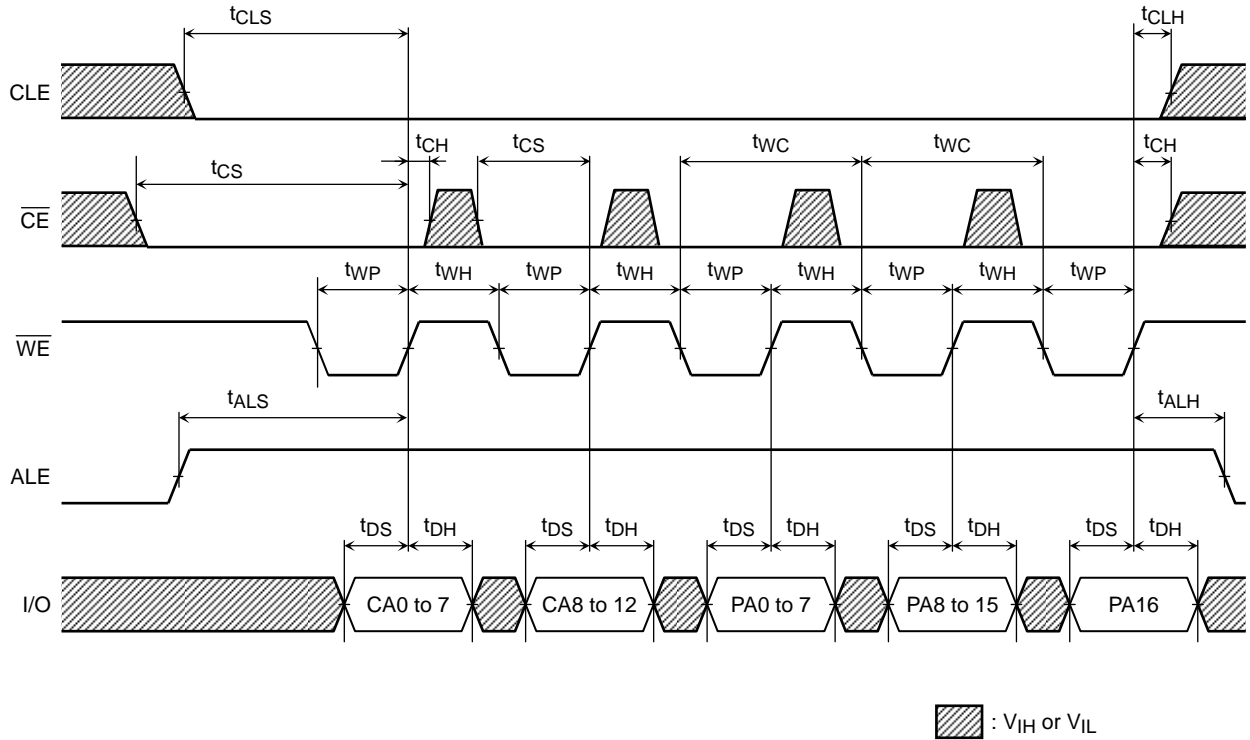 tCLS tCLH
CLE
tCH tCS tWC tWC tCH
tCS
CE
tWP tWH tWP tWH tWP tWH tWP tWH tWP
WE
tALS tALH
ALE
tDS tDH tDS tDH tDS tDH tDS tDH tDS tDH
I/O CA0 to 7 CA8 to 12 PA0 to 7 PA8 to 15 PA16
: VIH or VIL